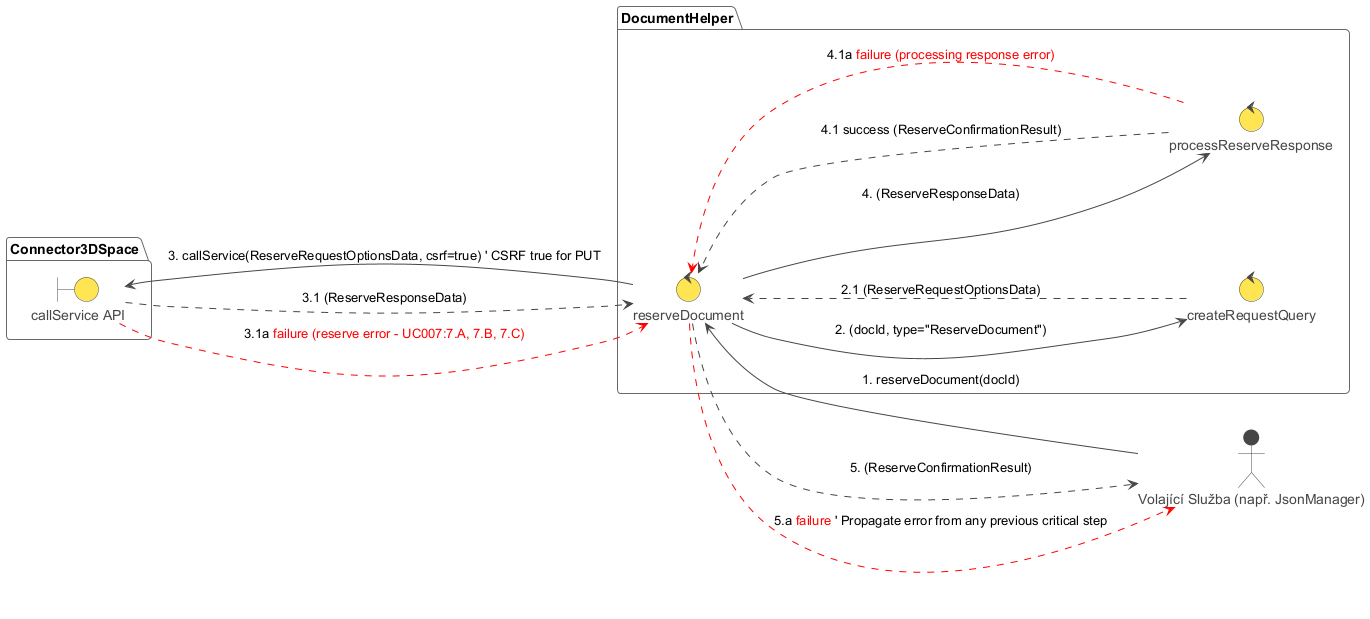 DocumentHelper
4.1a failure (processing response error)
4.1 success (ReserveConfirmationResult)
processReserveResponse
4. (ReserveResponseData)
Connector3DSpace
3. callService(ReserveRequestOptionsData, csrf=true) ' CSRF true for PUT
3.1 (ReserveResponseData)
callService API
3.1a failure (reserve error - UC007:7.A, 7.B, 7.C)
reserveDocument
2.1 (ReserveRequestOptionsData)
createRequestQuery
2. (docId, type="ReserveDocument")
1. reserveDocument(docId)
5. (ReserveConfirmationResult)
Volající Služba (např. JsonManager)
5.a failure ' Propagate error from any previous critical step